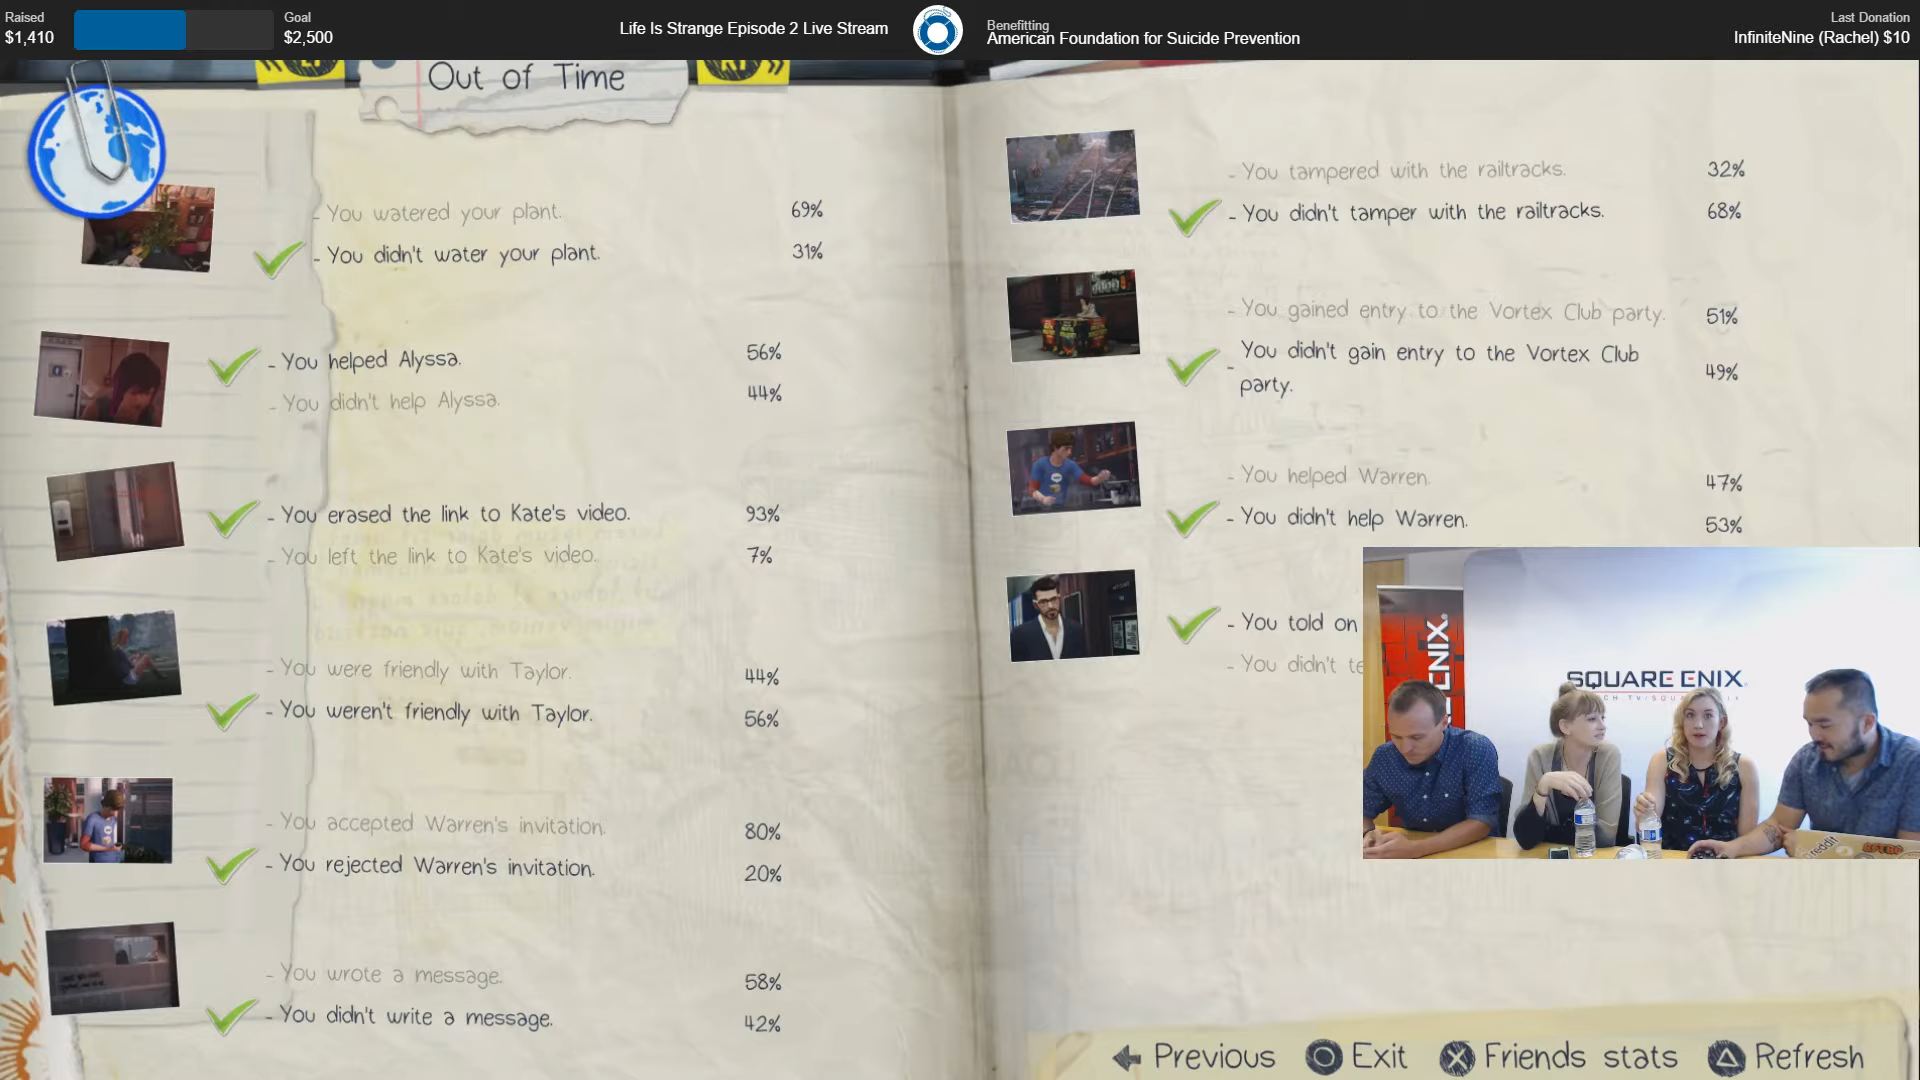 Raised
$1,410
Goal
$2,500
Life Is Strange Episode 2 Live Stream
Benefitting
American Foundation for Suicide Prevention
Last Donation
InfiniteNine (Rachel) $10
Out of Time
- You watered your plant. 69%
- You didn't water your plant. 31%
- You helped Alyssa. 56%
- You didn't help Alyssa. 44%
- You erased the link to Kate's video. 93%
- You left the link to Kate's video. 7%
- You were friendly with Taylor. 44%
- You weren't friendly with Taylor. 56%
- You accepted Warren's invitation. 80%
- You rejected Warren's invitation. 20%
- You wrote a message. 58%
- You didn't write a message. 42%
- You tampered with the railtracks. 32%
- You didn't tamper with the railtracks. 68%
- You gained entry to the Vortex Club party. 51%
- You didn't gain entry to the Vortex Club
party. 49%
- You helped Warren. 47%
- You didn't help Warren. 53%
- You told on
- You didn't te
ENIX
SQUARE ENIX
reddit
Previous Exit Friends stats Refresh